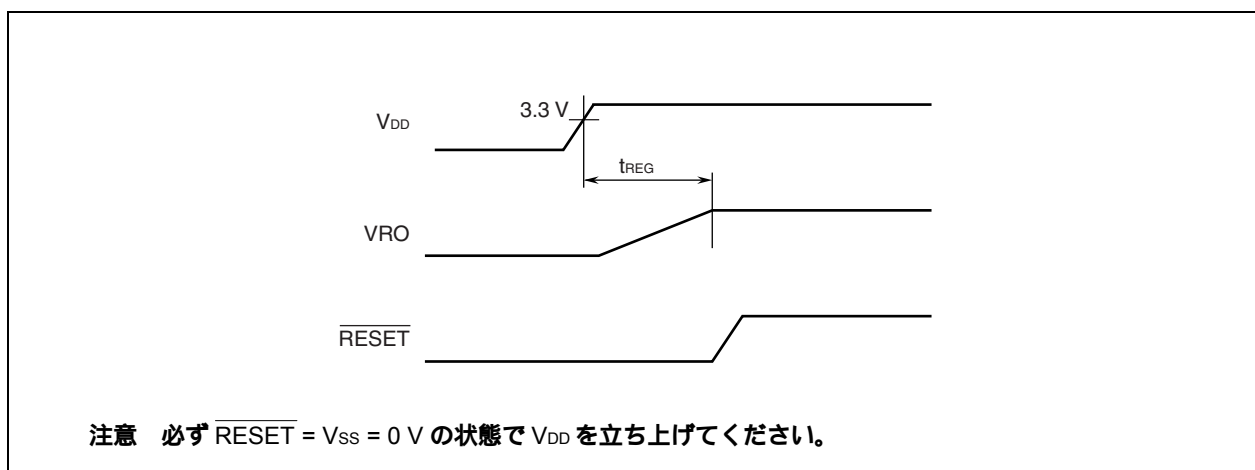 VDD
3.3 V
tREG
VRO
RESET
注意 必ず RESET = VSS = 0 V の状態で VDD を立ち上げてください。